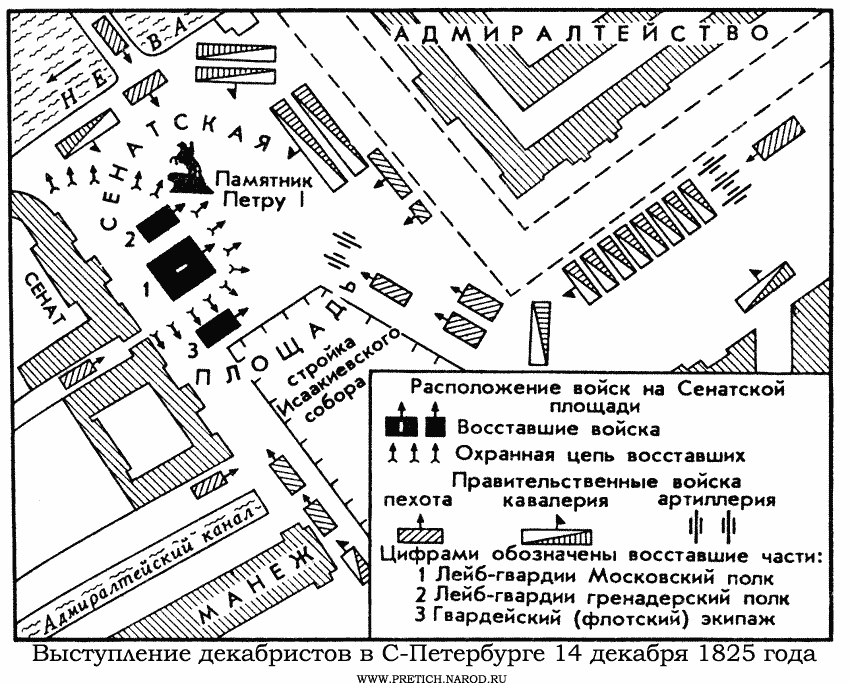 АДМИРАЛТЕЙСТВО
НЕВА
СЕНАТСКАЯ
Памятник
Петру I
2
1
3
СЕНАТ
ПЛОЩАДЬ
стройка
Исаакиевского
собора
Адмиралтейский канал
МАНЕЖ
Расположение войск на Сенатской
площади
Восставшие войска
Охранная цепь восставших
Правительственные войска
пехота кавалерия артиллерия
Цифрами обозначены восставшие части:
1 Лейб-гвардии Московский полк
2 Лейб-гвардии гренадерский полк
3 Гвардейский (флотский) экипаж
Выступление декабристов в С-Петербурге 14 декабря 1825 года
WWW.PRETICH.NAROD.RU